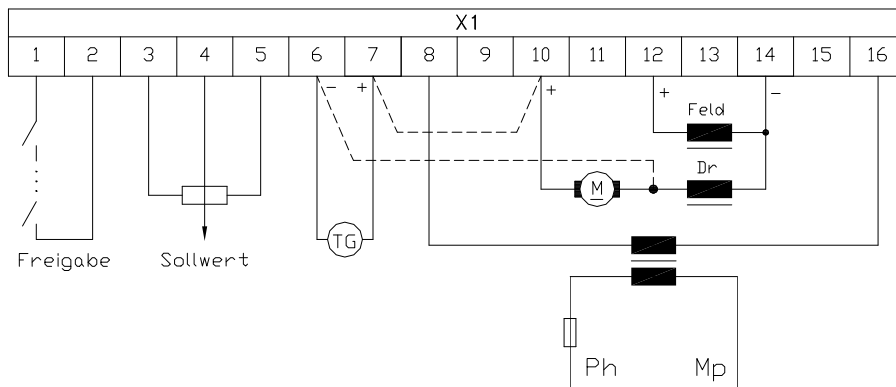 X1
1 2 3 4 5 6 7 8 9 10 11 12 13 14 15 16
- + + + -
Feld
Dr
M
TG
Freigabe Sollwert
Ph Mp